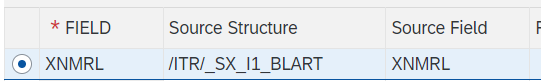 * FIELD Source Structure Source Field F
XNMRL /ITR/_SX_I1_BLART XNMRL